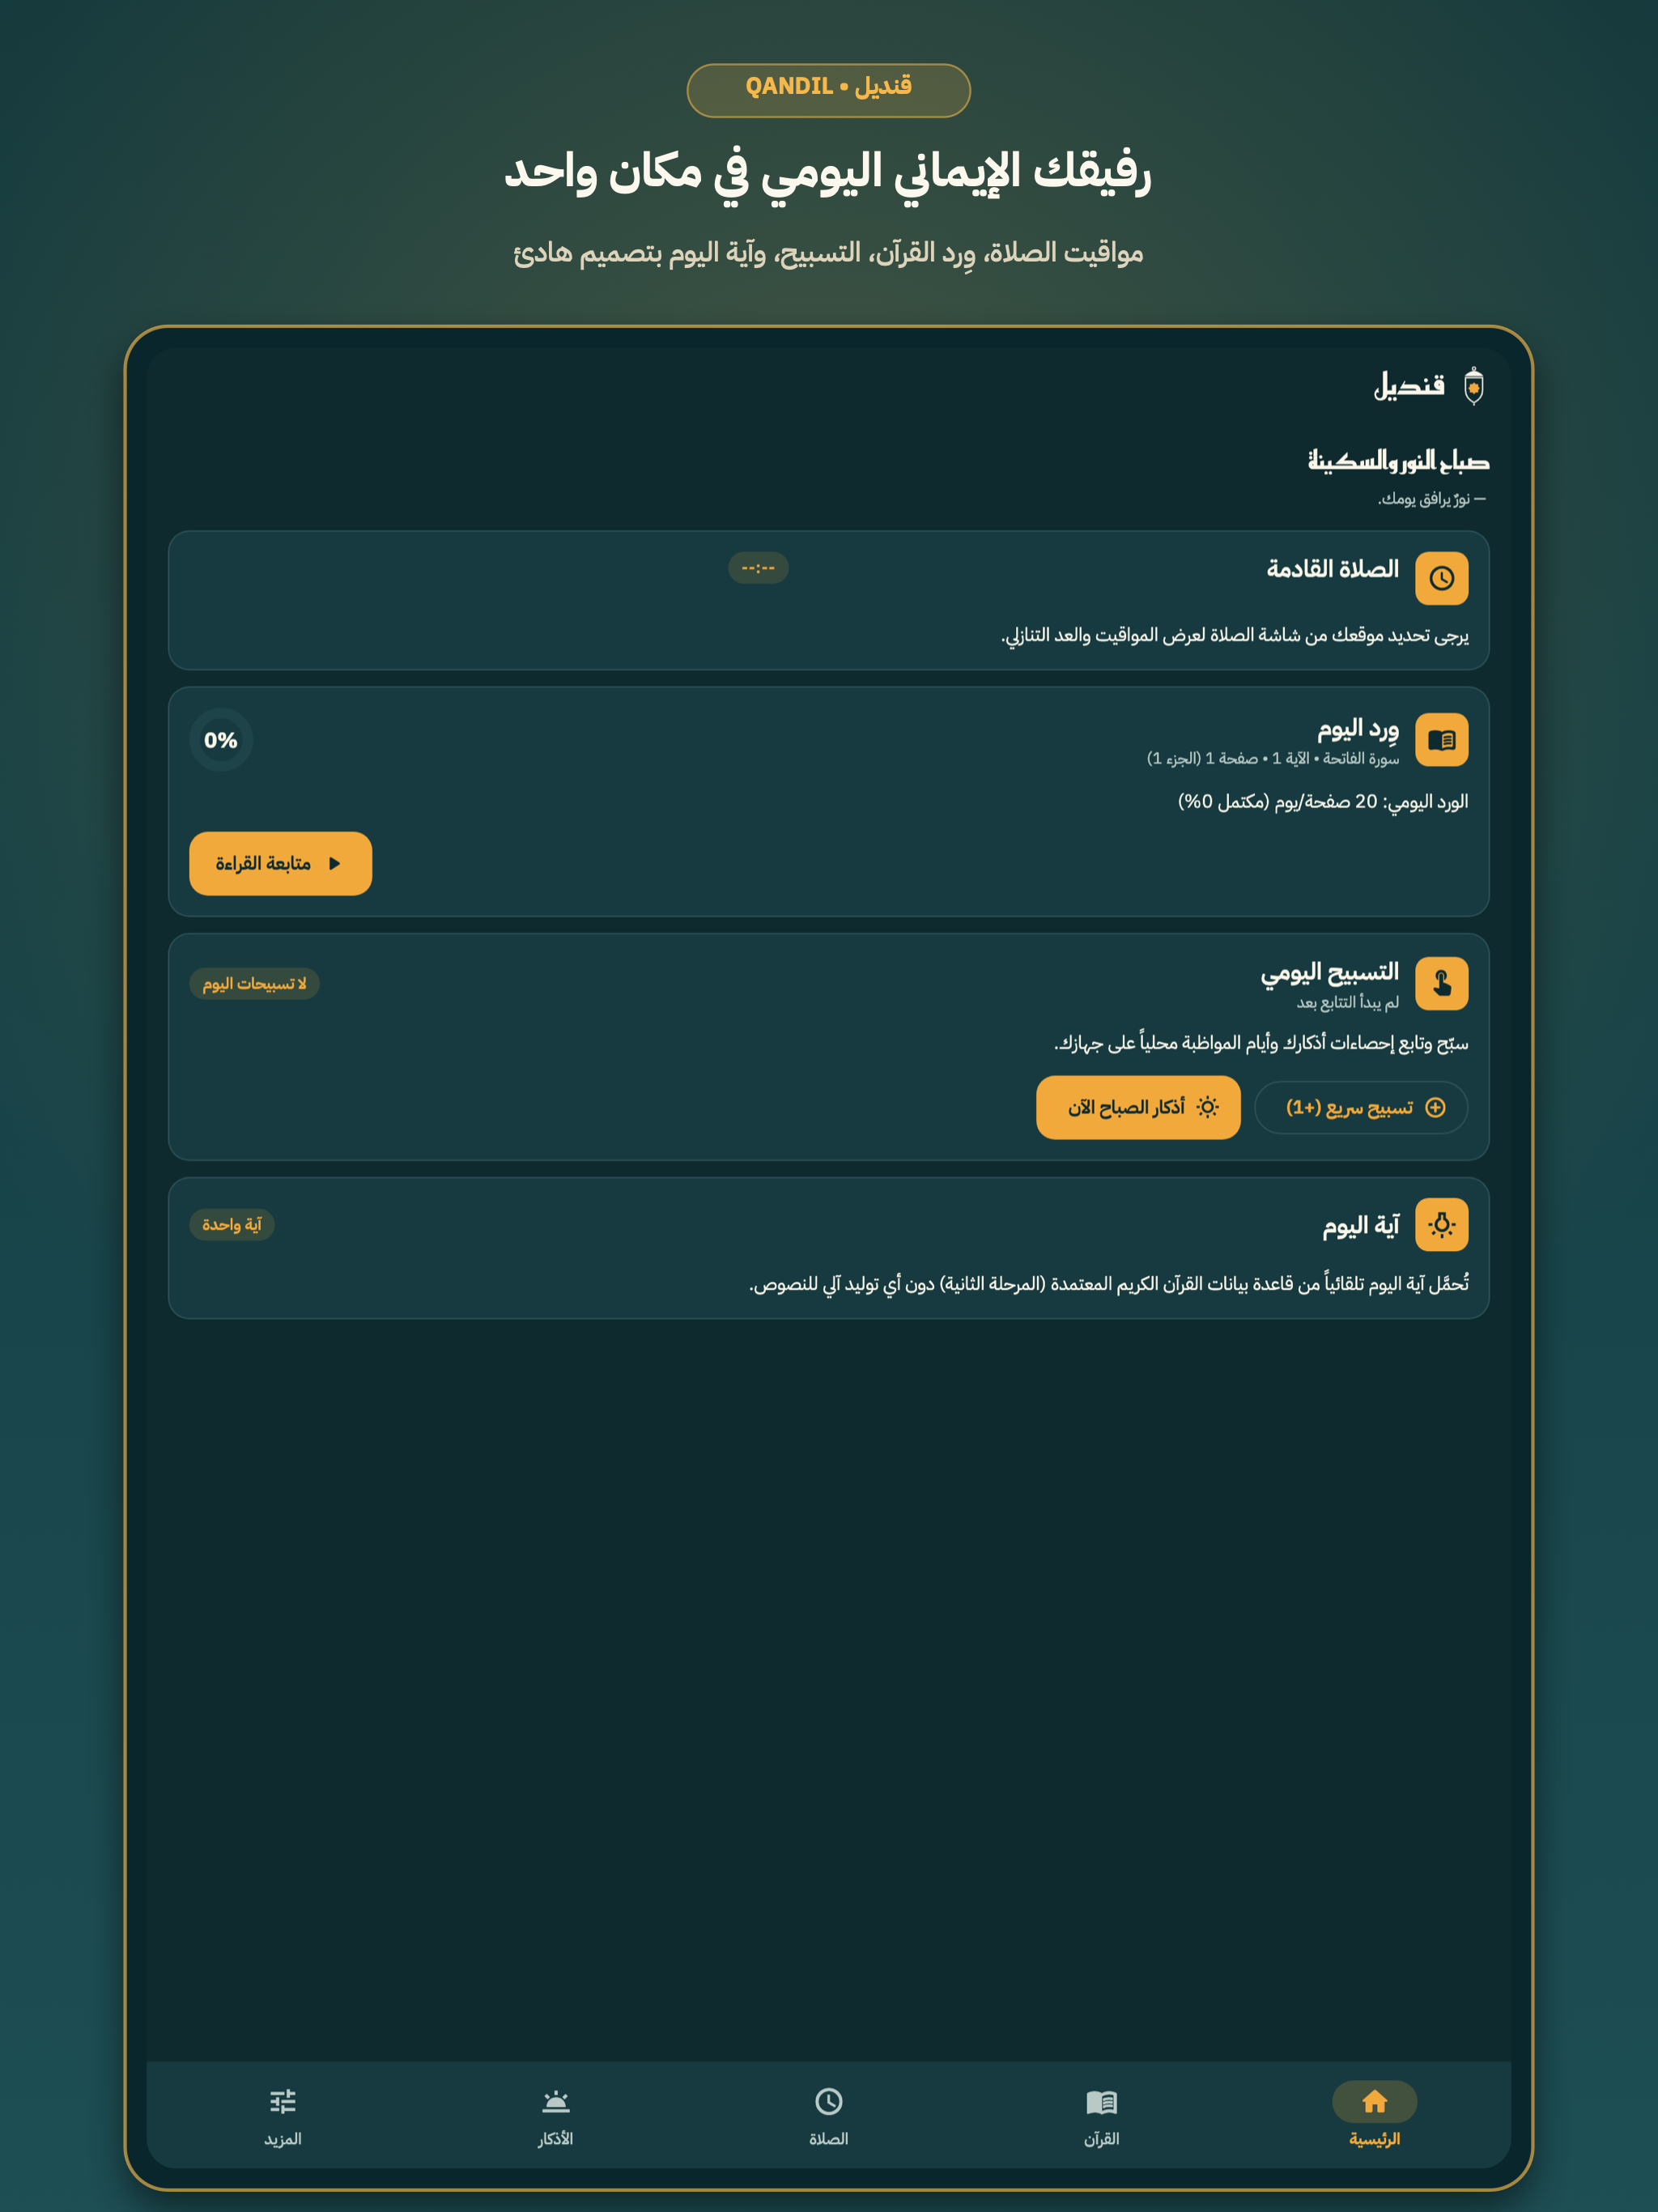 قنديل • QANDIL
رفيقك الإيماني اليومي في مكان واحد
مواقيت الصلاة، وِرد القرآن، التسبيح، وآية اليوم بتصميم هادئ
قنديل
صباح النور والسكينة
— نورٌ يرافق يومك.
الصلاة القادمة
--:--
يرجى تحديد موقعك من شاشة الصلاة لعرض المواقيت والعد التنازلي.
وِرد اليوم
0%
سورة الفاتحة • الآية 1 • صفحة 1 (الجزء 1)
الورد اليومي: 20 صفحة/يوم (مكتمل 0%)
متابعة القراءة
التسبيح اليومي
لا تسبيحات اليوم
لم يبدأ التتابع بعد
سبّح وتابع إحصاءات أذكارك وأيام المواظبة محلياً على جهازك.
تسبيح سريع (+1)
أذكار الصباح الآن
آية اليوم
آية واحدة
تُحمَّل آية اليوم تلقائياً من قاعدة بيانات القرآن الكريم المعتمدة (المرحلة الثانية) دون أي توليد آلي للنصوص.
الرئيسية
القرآن
الصلاة
الأذكار
المزيد